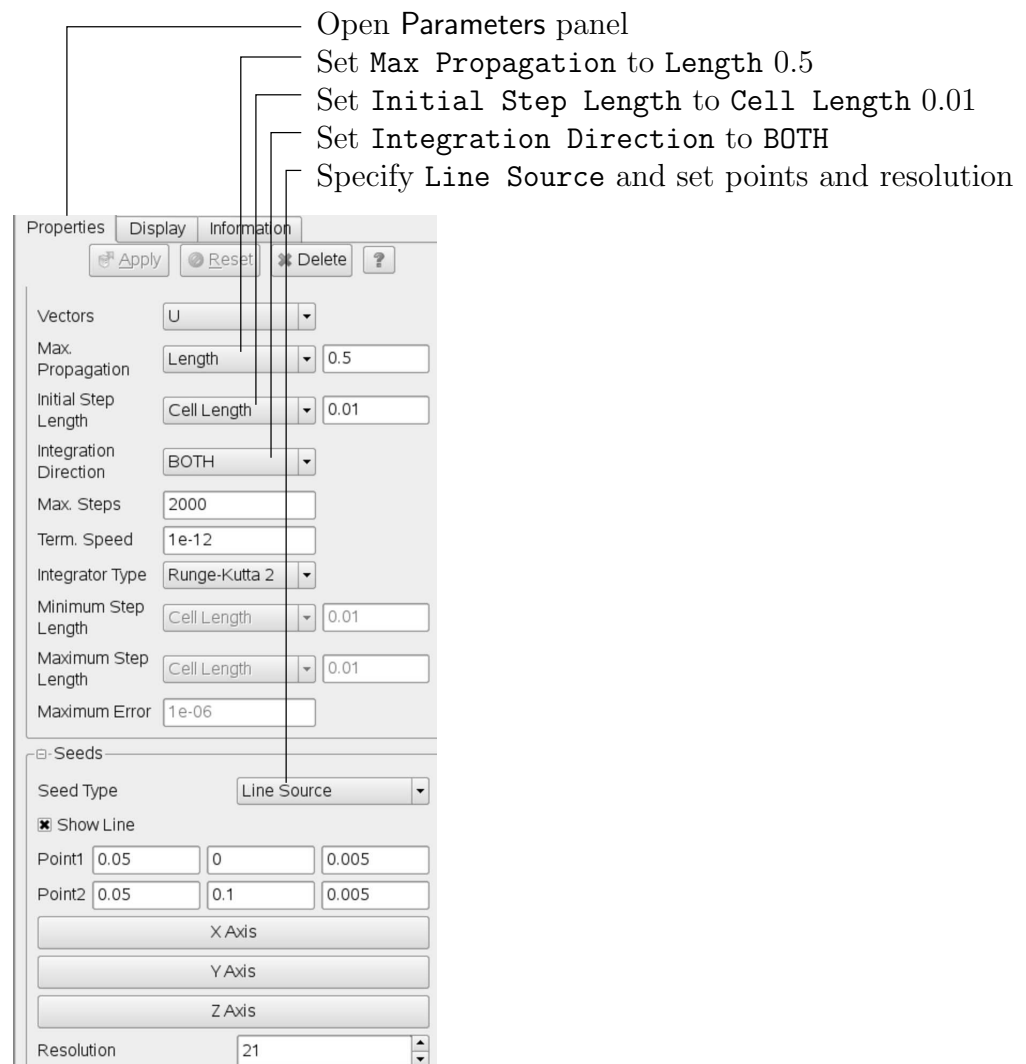 Open Parameters panel
Set Max Propagation to Length 0.5
Set Initial Step Length to Cell Length 0.01
Set Integration Direction to BOTH
Specify Line Source and set points and resolution
Properties Display Information
Apply Reset Delete ?
Vectors U
Max.
Propagation Length 0.5
Initial Step
Length Cell Length 0.01
Integration
Direction BOTH
Max. Steps 2000
Term. Speed 1e-12
Integrator Type Runge-Kutta 2
Minimum Step
Length Cell Length 0.01
Maximum Step
Length Cell Length 0.01
Maximum Error 1e-06
Seeds
Seed Type Line Source
Show Line
Point1 0.05 0 0.005
Point2 0.05 0.1 0.005
X Axis
Y Axis
Z Axis
Resolution 21